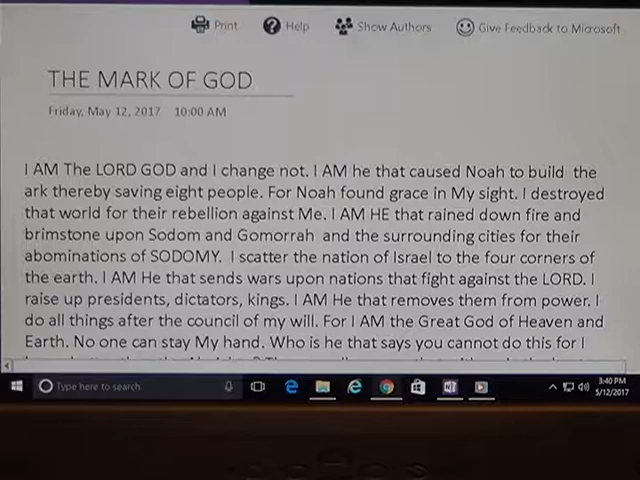 Print Help Show Authors Give Feedback to Microsoft
THE MARK OF GOD
Friday, May 12, 2017 10:00 AM
I AM The LORD GOD and I change not. I AM he that caused Noah to build the
ark thereby saving eight people. For Noah found grace in My sight. I destroyed
that world for their rebellion against Me. I AM HE that rained down fire and
brimstone upon Sodom and Gomorrah and the surrounding cities for their
abominations of SODOMY. I scatter the nation of Israel to the four corners of
the earth. I AM He that sends wars upon nations that fight against the LORD. I
raise up presidents, dictators, kings. I AM He that removes them from power. I
do all things after the council of my will. For I AM the Great God of Heaven and
Earth. No one can stay My hand. Who is he that says you cannot do this for I
Type here to search
3:40 PM
5/12/2017